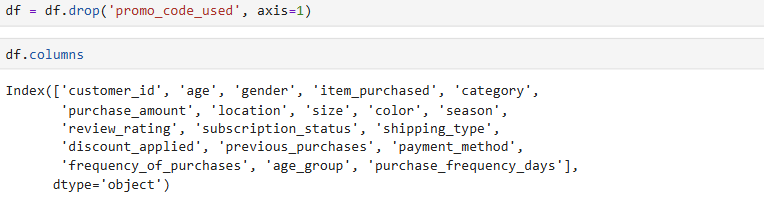 df = df.drop('promo_code_used', axis=1)
df.columns
Index(['customer_id', 'age', 'gender', 'item_purchased', 'category',
       'purchase_amount', 'location', 'size', 'color', 'season',
       'review_rating', 'subscription_status', 'shipping_type',
       'discount_applied', 'previous_purchases', 'payment_method',
       'frequency_of_purchases', 'age_group', 'purchase_frequency_days'],
      dtype='object')